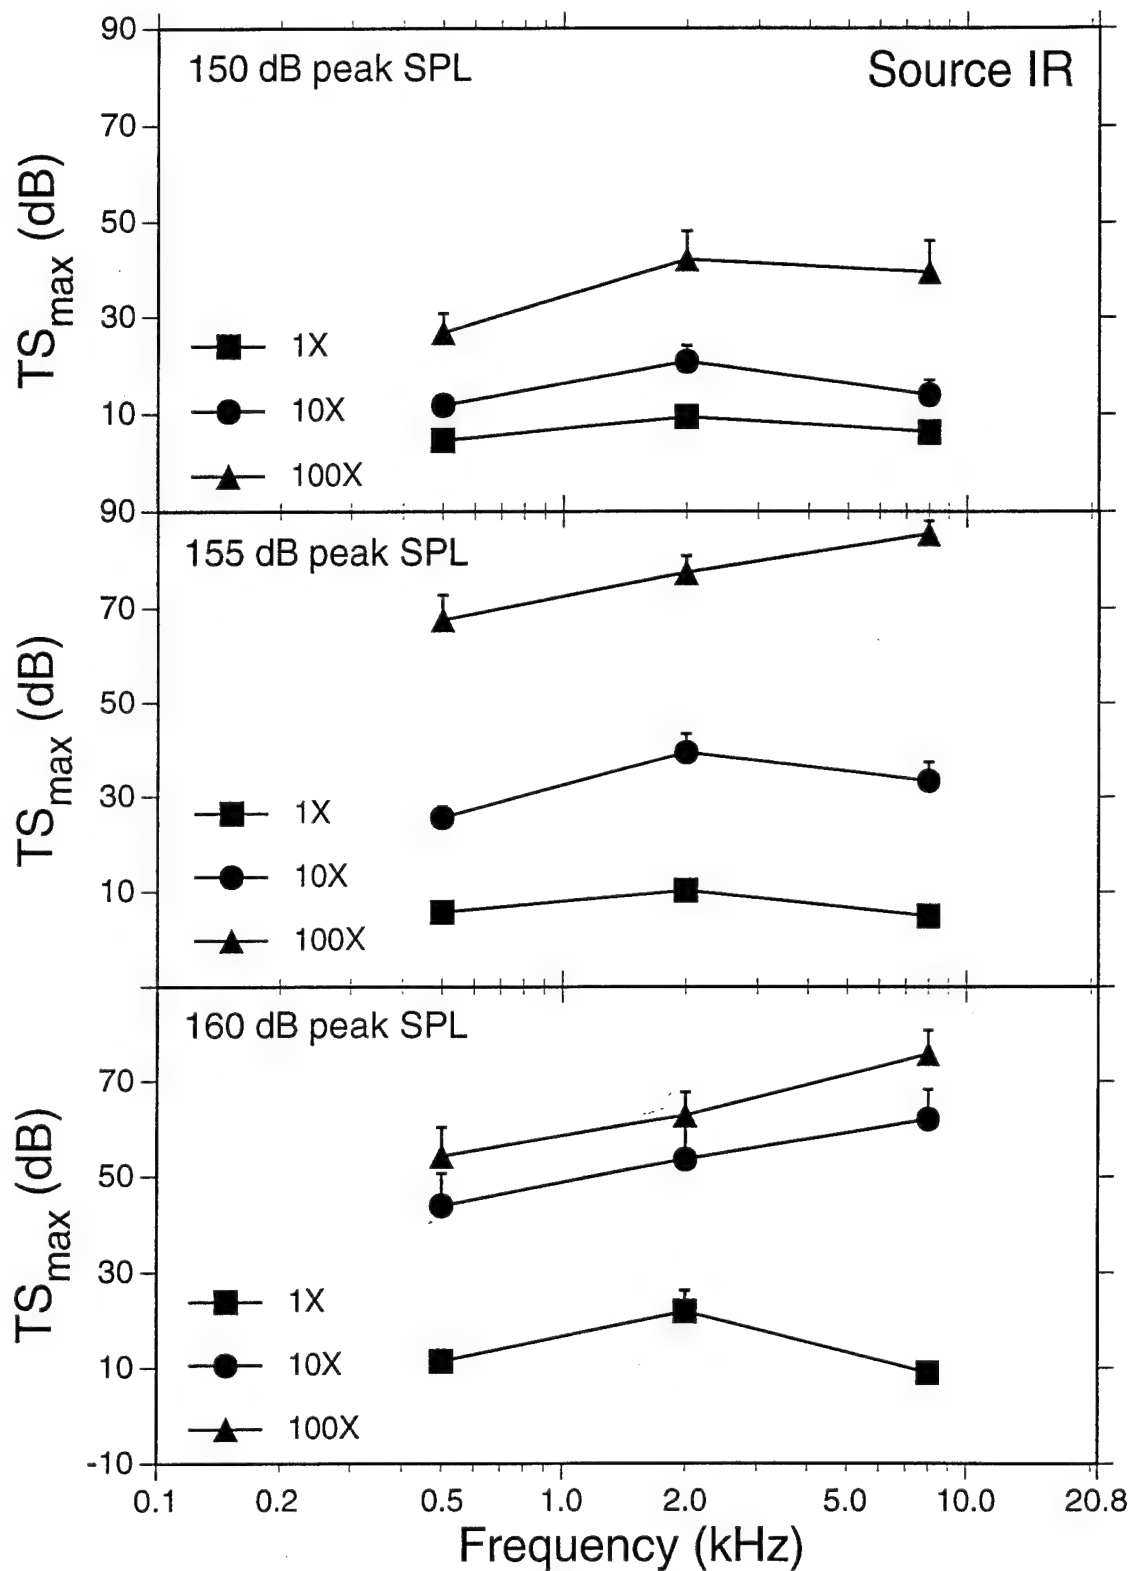 90
150 dB peak SPL
Source IR
70
50
30
10
TSmax (dB)
1X
10X
100X
90
155 dB peak SPL
70
50
30
10
TSmax (dB)
1X
10X
100X
160 dB peak SPL
70
50
30
10
-10
TSmax (dB)
1X
10X
100X
0.1 0.2 0.5 1.0 2.0 5.0 10.0 20.8
Frequency (kHz)